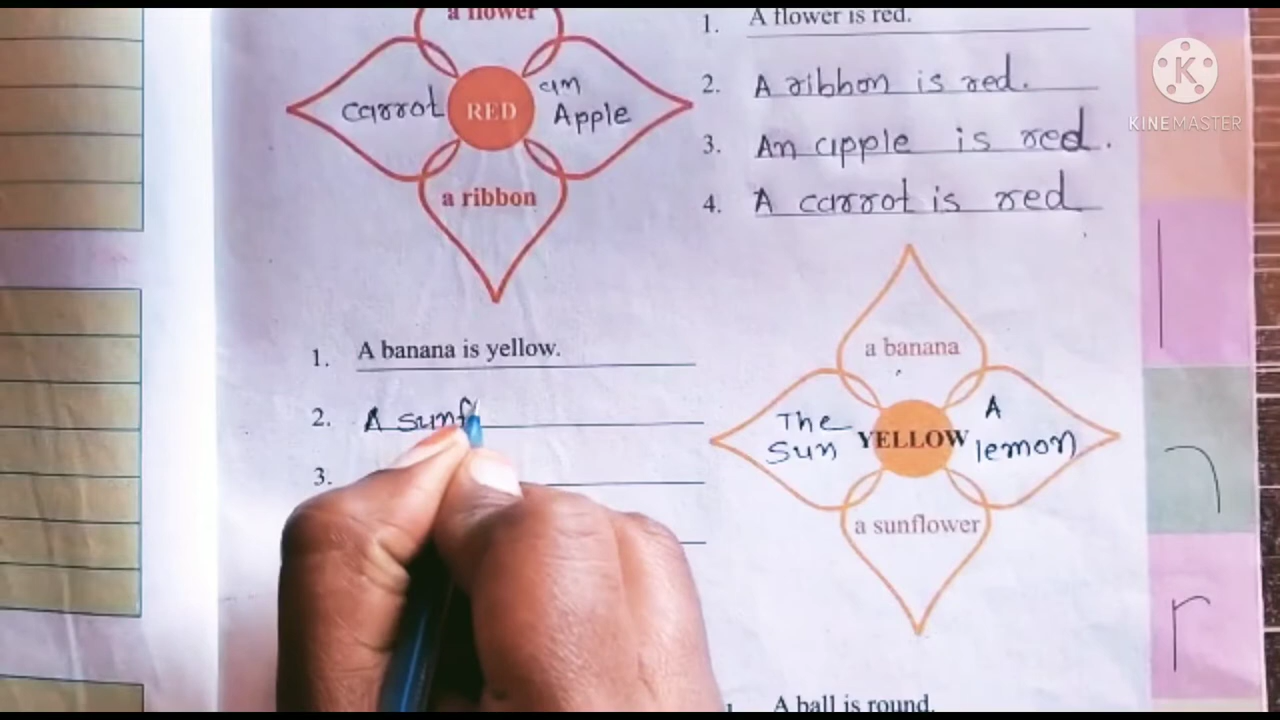 a flower
carrot
RED
an
Apple
a ribbon
1. A flower is red.
2. A ribbon is red.
3. An apple is red.
4. A carrot is red
K
KINEMASTER
1. A banana is yellow.
2. A sunf
3.
a banana
The
Sun
YELLOW
A
lemon
a sunflower
A ball is round.